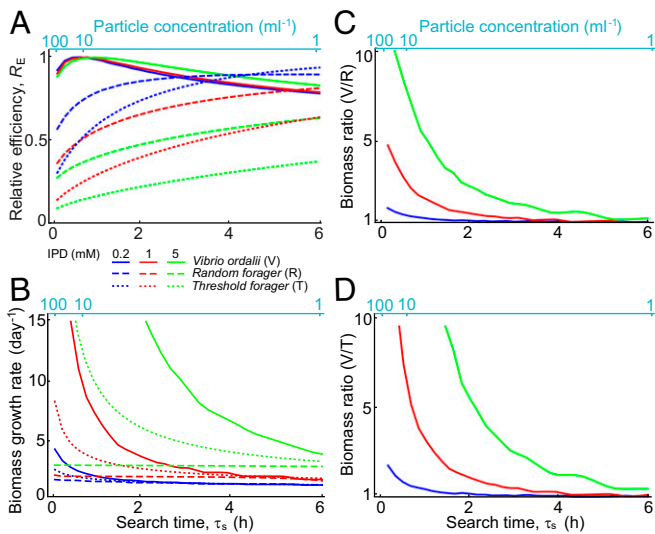 A
Particle concentration (ml-1)
100 10 1
Relative efficiency, RE
1
0.5
0
2 4 6
IPD (mM) 0.2 1 5
Vibrio ordalii (V)
Random forager (R)
Threshold forager (T)
B
100 10 1
Biomass growth rate (day-1)
15
10
5
0
0 2 4 6
Search time, τs (h)
C
Particle concentration (ml-1)
100 10 1
Biomass ratio (V/R)
10
5
1
0 2 4 6
D
100 10 1
Biomass ratio (V/T)
10
5
1
0 2 4 6
Search time, τs (h)